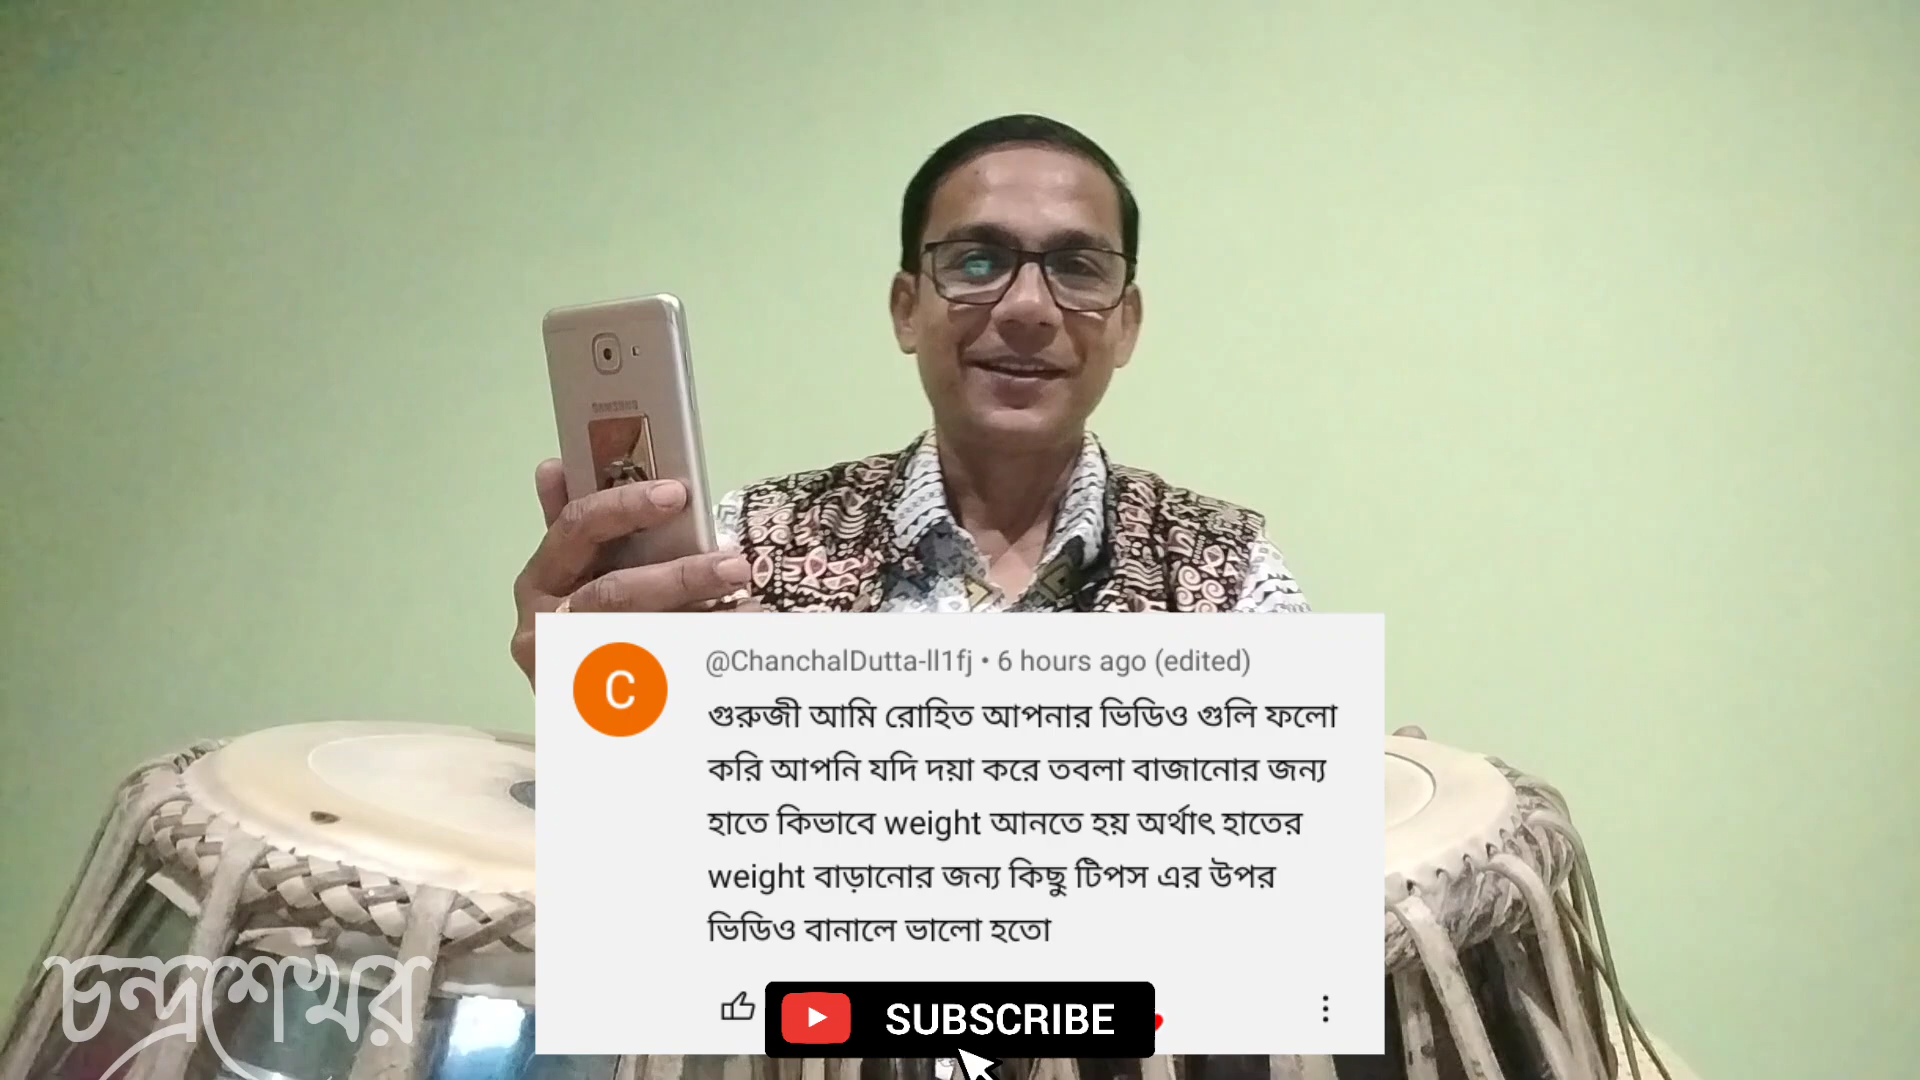 SAMSUNG
@ChanchalDutta-ll1fj • 6 hours ago (edited)
C
গুরুজী আমি রোহিত আপনার ভিডিও গুলি ফলো
করি আপনি যদি দয়া করে তবলা বাজানোর জন্য
হাতে কিভাবে weight আনতে হয় অর্থাৎ হাতের
weight বাড়ানোর জন্য কিছু টিপস এর উপর
ভিডিও বানালে ভালো হতো
SUBSCRIBE
চন্দ্রশেখর